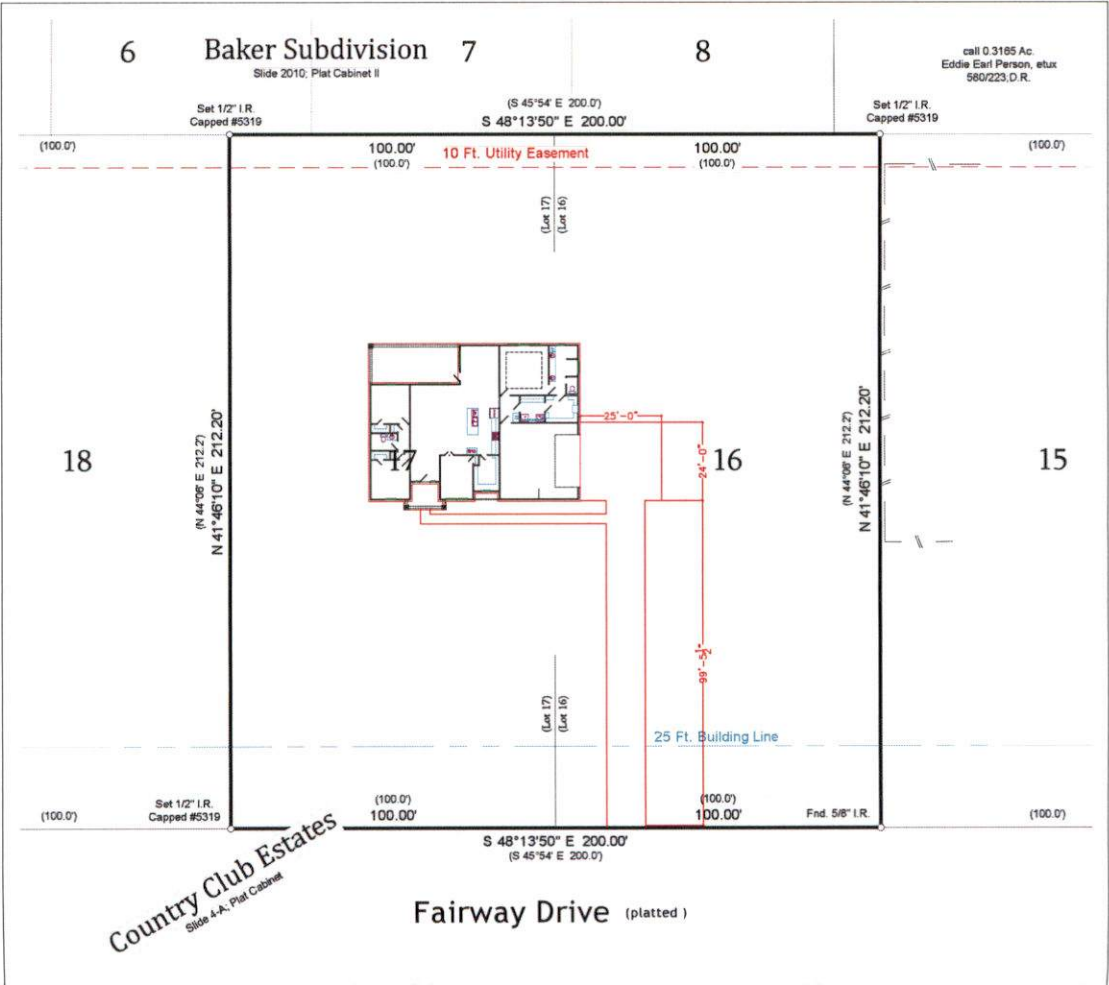 6
Baker Subdivision
7
8
Slide 2010; Plat Cabinet II
call 0.3165 Ac.
Eddie Earl Person, etux
580/223,D.R.
Set 1/2" I.R.
Capped #5319
(S 45°54' E 200.0')
S 48°13'50" E 200.00'
Set 1/2" I.R.
Capped #5319
(100.0')
100.00'
(100.0')
10 Ft. Utility Easement
100.00'
(100.0')
(100.0')
(Lot 17)
(Lot 16)
18
(N 44°06' E 212.2')
N 41°46'10" E 212.20'
17
25'-0"
24'-0"
16
(N 44°06' E 212.2')
N 41°46'10" E 212.20'
15
99'-5½"
(Lot 17)
(Lot 16)
25 Ft. Building Line
(100.0')
Set 1/2" I.R.
Capped #5319
(100.0')
100.00'
(100.0')
100.00'
Fnd. 5/8" I.R.
(100.0')
S 48°13'50" E 200.00'
(S 45°54' E 200.0')
Country Club Estates
Slide 4-A; Plat Cabinet
Fairway Drive (platted )